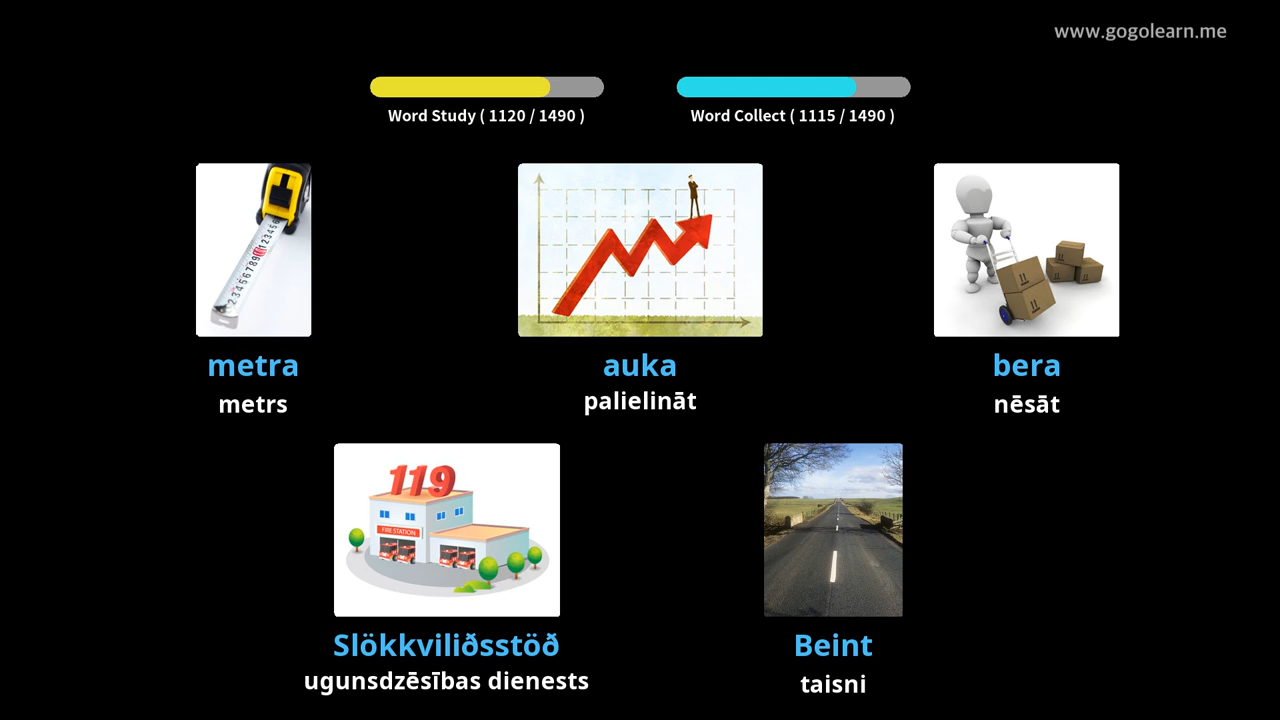 www.gogolearn.me
Word Study ( 1120 / 1490 )
Word Collect ( 1115 / 1490 )
metra
metrs
auka
palielināt
bera
nēsāt
119
FIRE STATION
Slökkviliðsstöð
ugunsdzēsības dienests
Beint
taisni